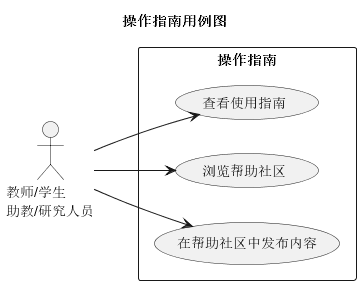 操作指南用例图
操作指南
查看使用指南
浏览帮助社区
教师/学生
助教/研究人员
在帮助社区中发布内容